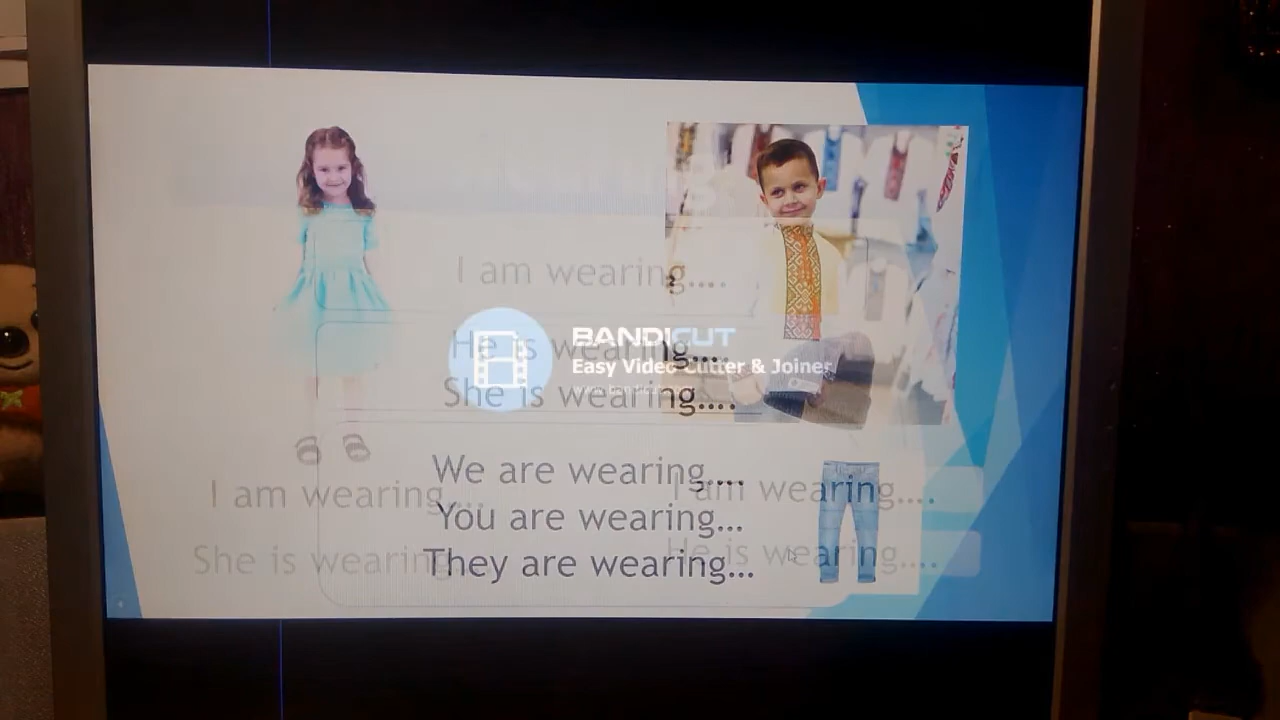 I am wearing....
He is wearing....
She is wearing....
We are wearing....
You are wearing...
They are wearing...
BANDICUT
Easy Video Cutter & Joiner
I am wearing....
She is wearing
I am wearing....
He is wearing....